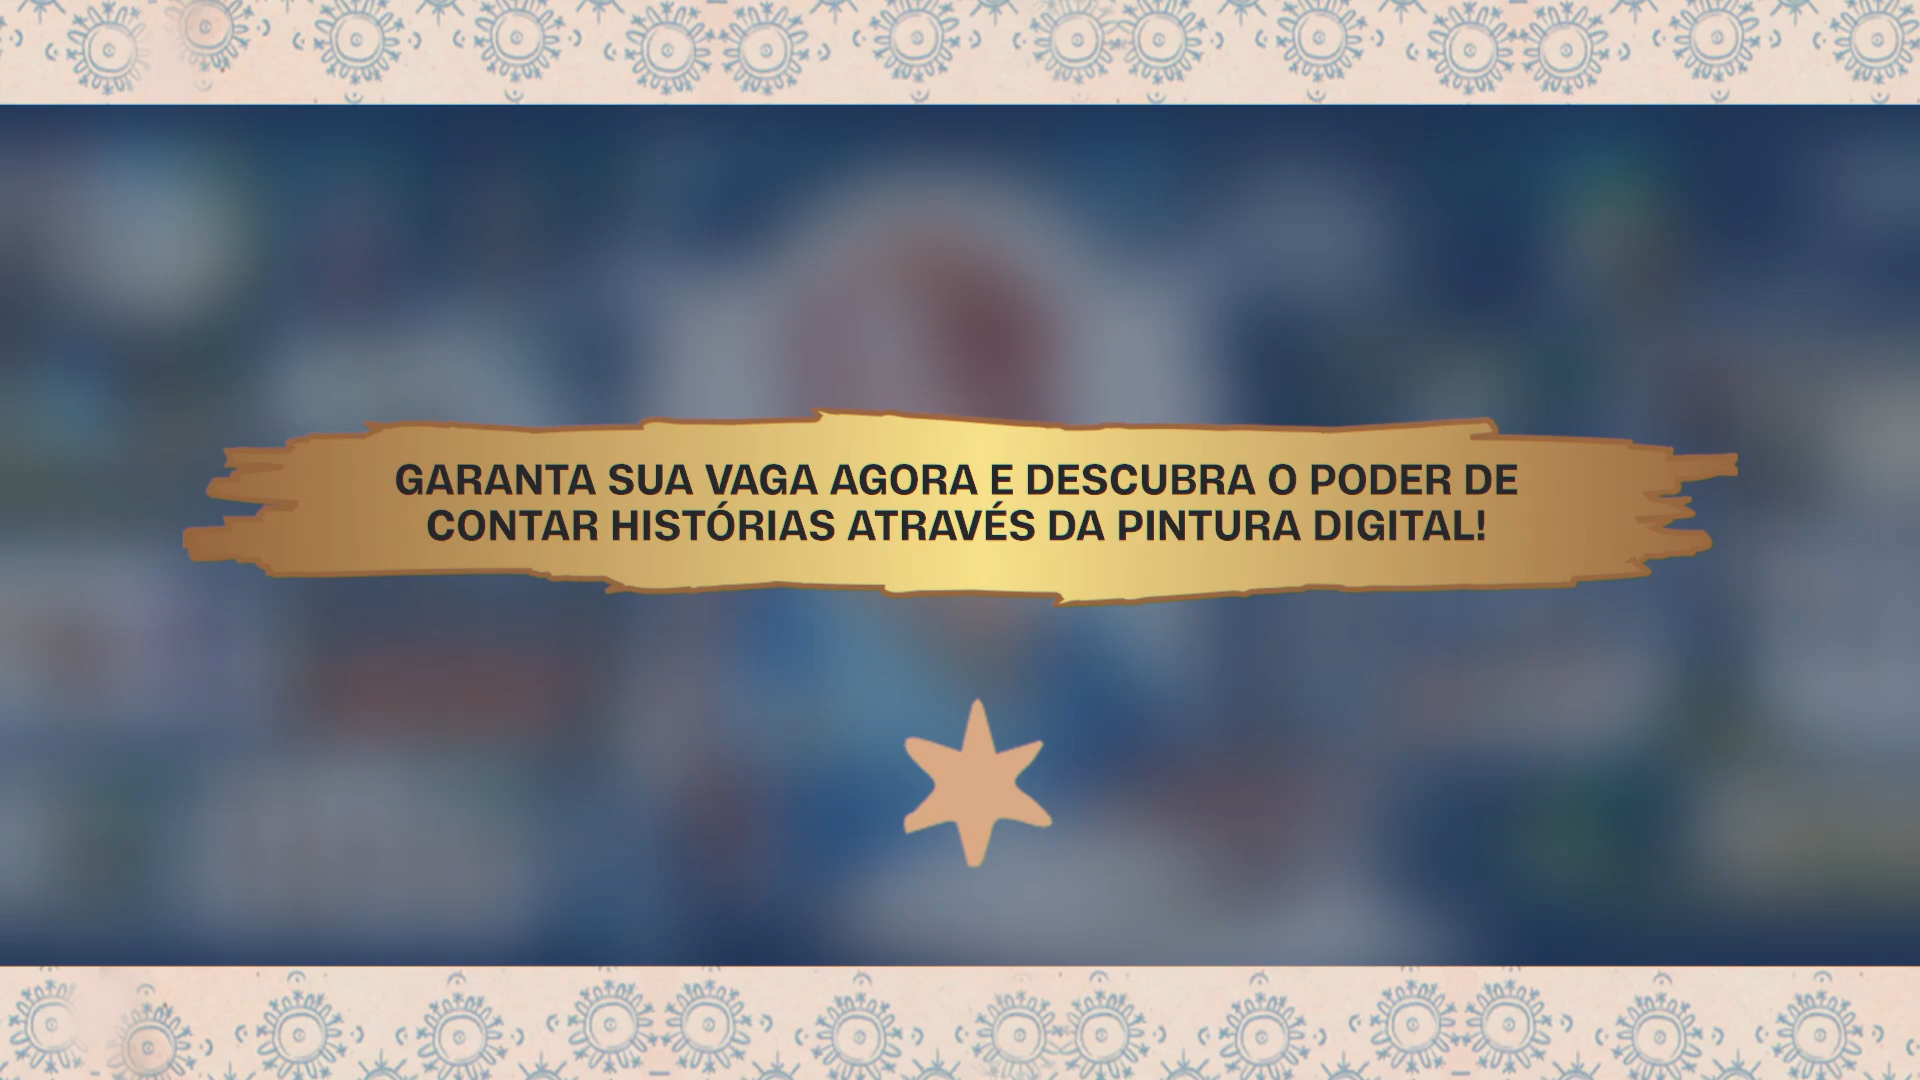 GARANTA SUA VAGA AGORA E DESCUBRA O PODER DE
CONTAR HISTÓRIAS ATRAVÉS DA PINTURA DIGITAL!